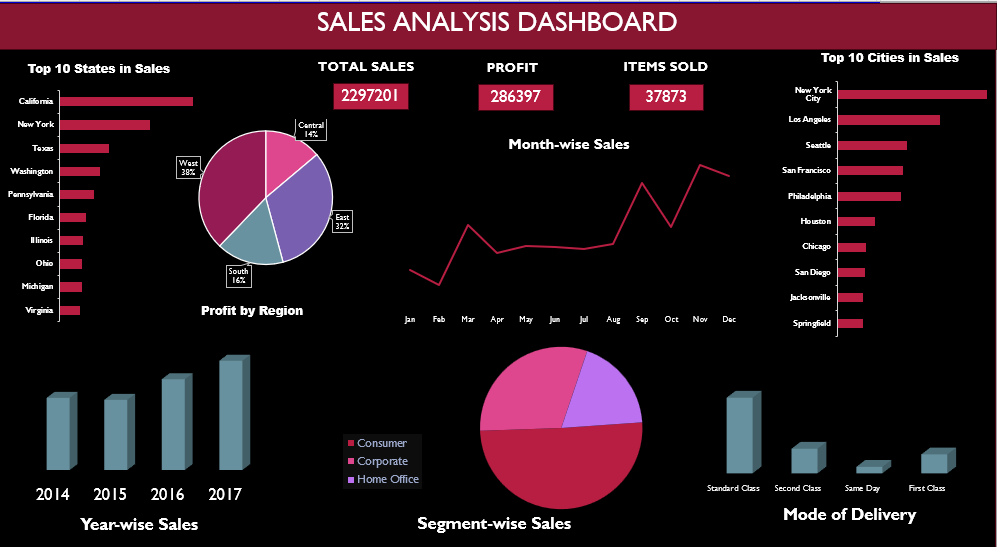 SALES ANALYSIS DASHBOARD
Top 10 States in Sales
California
New York
Texas
Washington
Pennsylvania
Florida
Illinois
Ohio
Michigan
Virginia
TOTAL SALES
2297201
PROFIT
286397
ITEMS SOLD
37873
Central
14%
West
38%
East
32%
South
16%
Profit by Region
Month-wise Sales
Jan Feb Mar Apr May Jun Jul Aug Sep Oct Nov Dec
Top 10 Cities in Sales
New York
City
Los Angeles
Seattle
San Francisco
Philadelphia
Houston
Chicago
San Diego
Jacksonville
Springfield
2014 2015 2016 2017
Year-wise Sales
Consumer
Corporate
Home Office
Segment-wise Sales
Standard Class Second Class Same Day First Class
Mode of Delivery